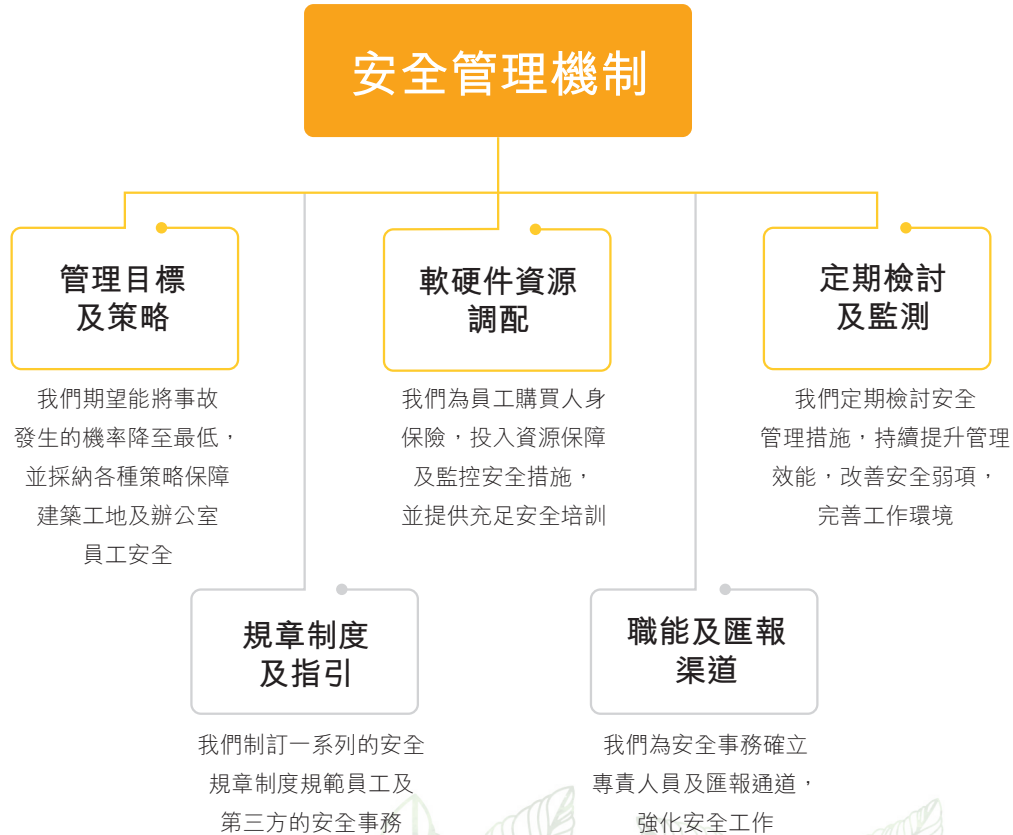 安全管理機制
管理目標
及策略
我們期望能將事故
發生的機率降至最低，
並採納各種策略保障
建築工地及辦公室
員工安全
軟硬件資源
調配
我們為員工購買人身
保險，投入資源保障
及監控安全措施，
並提供充足安全培訓
定期檢討
及監測
我們定期檢討安全
管理措施，持續提升管理
效能，改善安全弱項，
完善工作環境
規章制度
及指引
我們制訂一系列的安全
規章制度規範員工及
第三方的安全事務
職能及匯報
渠道
我們為安全事務確立
專責人員及匯報通道，
強化安全工作